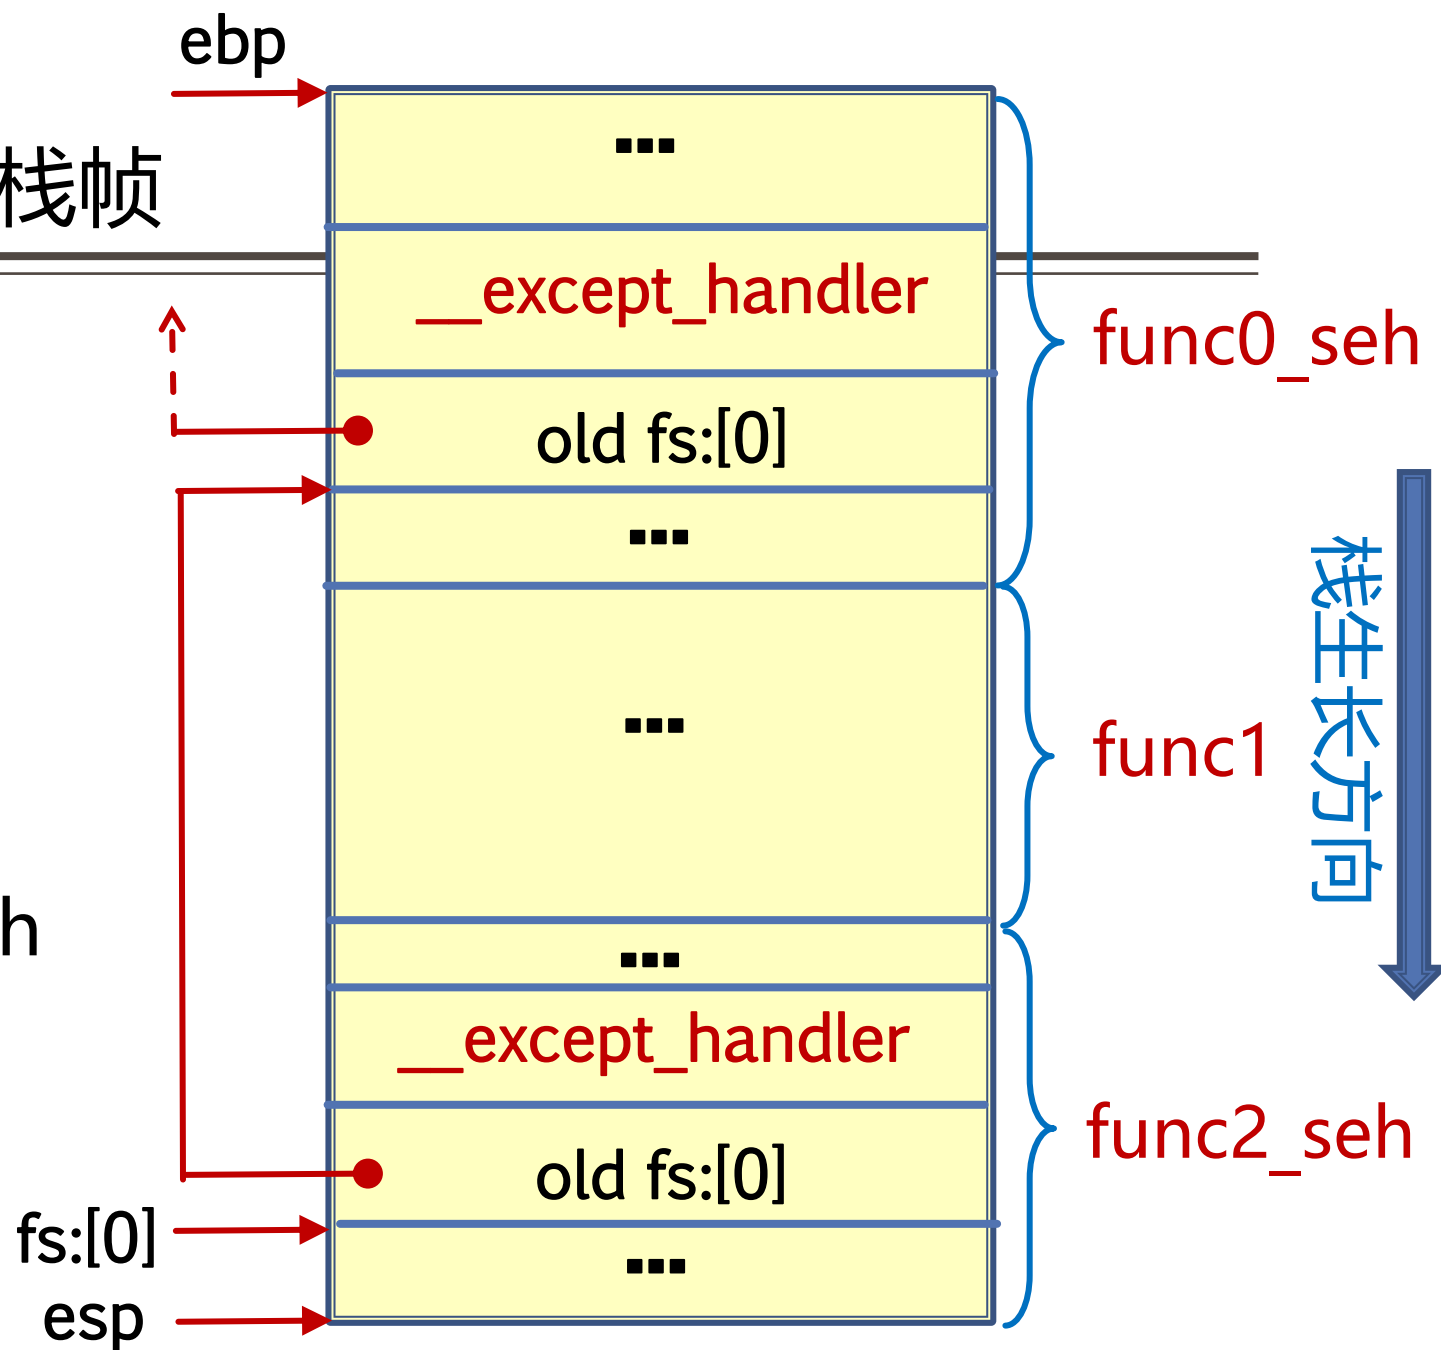 ebp
...
栈帧
__except_handler
func0_seh
old fs:[0]
...
栈生长方向
...
func1
h
...
__except_handler
func2_seh
old fs:[0]
fs:[0]
...
esp